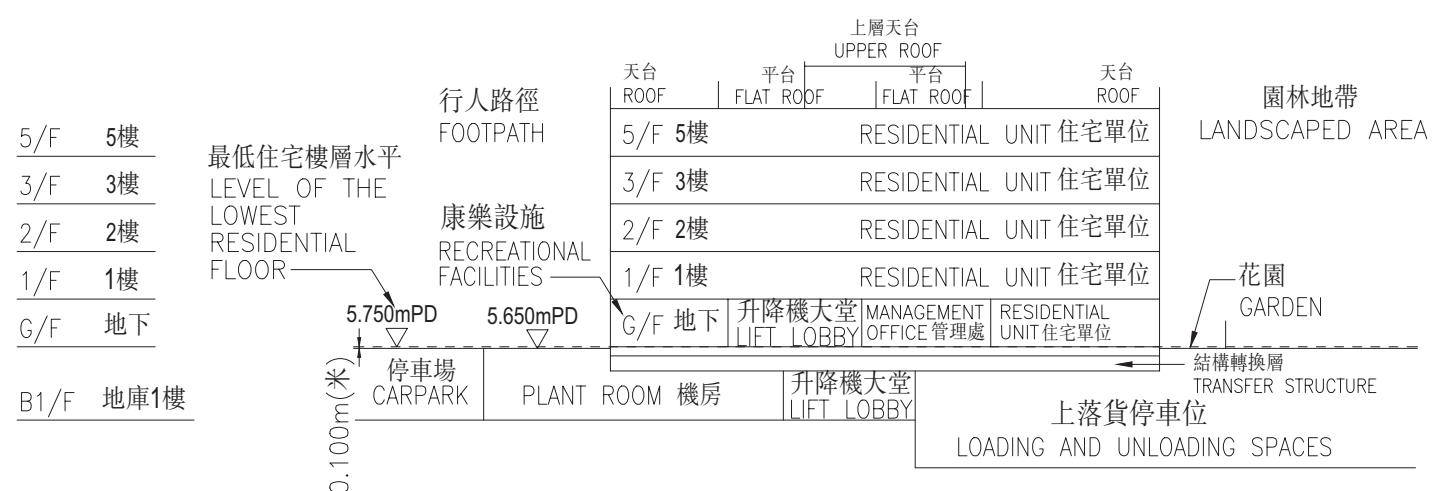 上層天台
UPPER ROOF
天台
ROOF
平台
FLAT ROOF
平台
FLAT ROOF
天台
ROOF
行人路徑
FOOTPATH
園林地帶
LANDSCAPED AREA
5/F 5樓
5/F 5樓 RESIDENTIAL UNIT 住宅單位
最低住宅樓層水平
LEVEL OF THE
LOWEST
RESIDENTIAL
FLOOR
3/F 3樓
3/F 3樓 RESIDENTIAL UNIT 住宅單位
康樂設施
RECREATIONAL
FACILITIES
2/F 2樓
2/F 2樓 RESIDENTIAL UNIT 住宅單位
1/F 1樓
1/F 1樓 RESIDENTIAL UNIT 住宅單位
花園
GARDEN
G/F 地下
5.750mPD
5.650mPD
G/F 地下
升降機大堂
LIFT LOBBY
MANAGEMENT
OFFICE 管理處
RESIDENTIAL
UNIT 住宅單位
結構轉換層
TRANSFER STRUCTURE
B1/F 地庫1樓
0.100m(米)
停車場
CARPARK
PLANT ROOM 機房
升降機大堂
LIFT LOBBY
上落貨停車位
LOADING AND UNLOADING SPACES